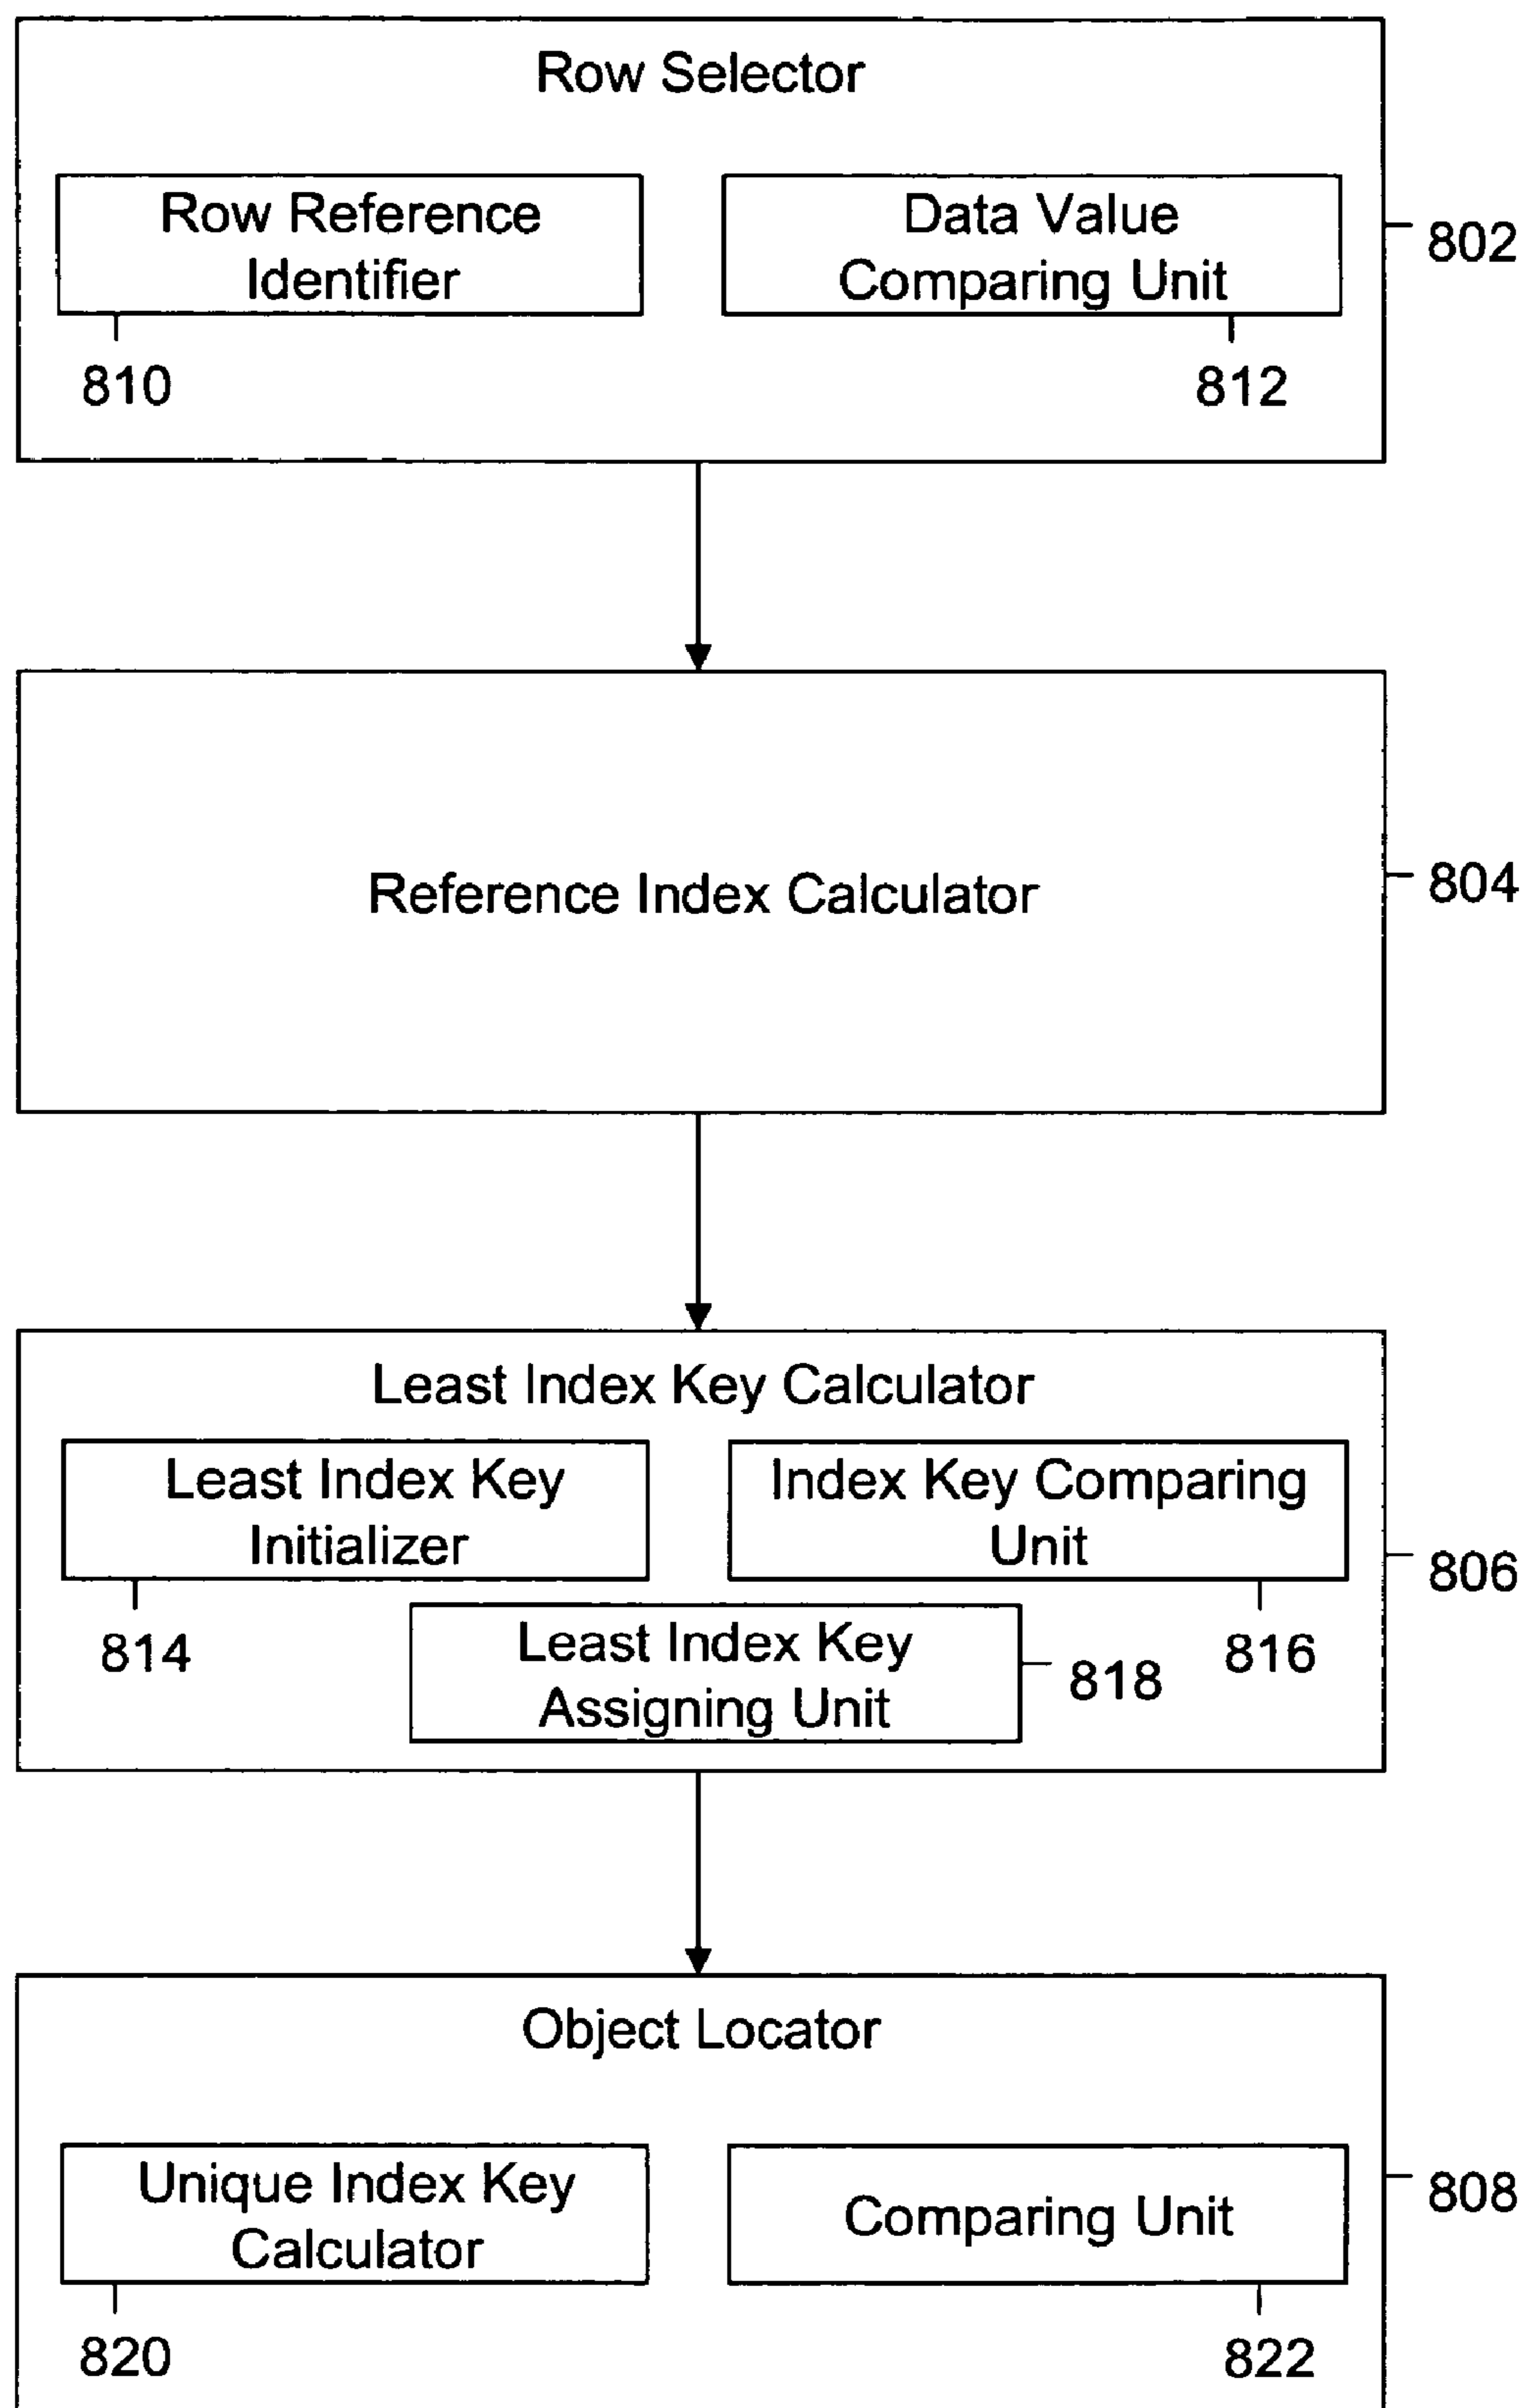 Row Selector
Row Reference
Identifier
Data Value
Comparing Unit
802
810
812
Reference Index Calculator
804
Least Index Key Calculator
Least Index Key
Initializer
Index Key Comparing
Unit
806
814
Least Index Key
Assigning Unit
818
816
Object Locator
Unique Index Key
Calculator
Comparing Unit
808
820
822